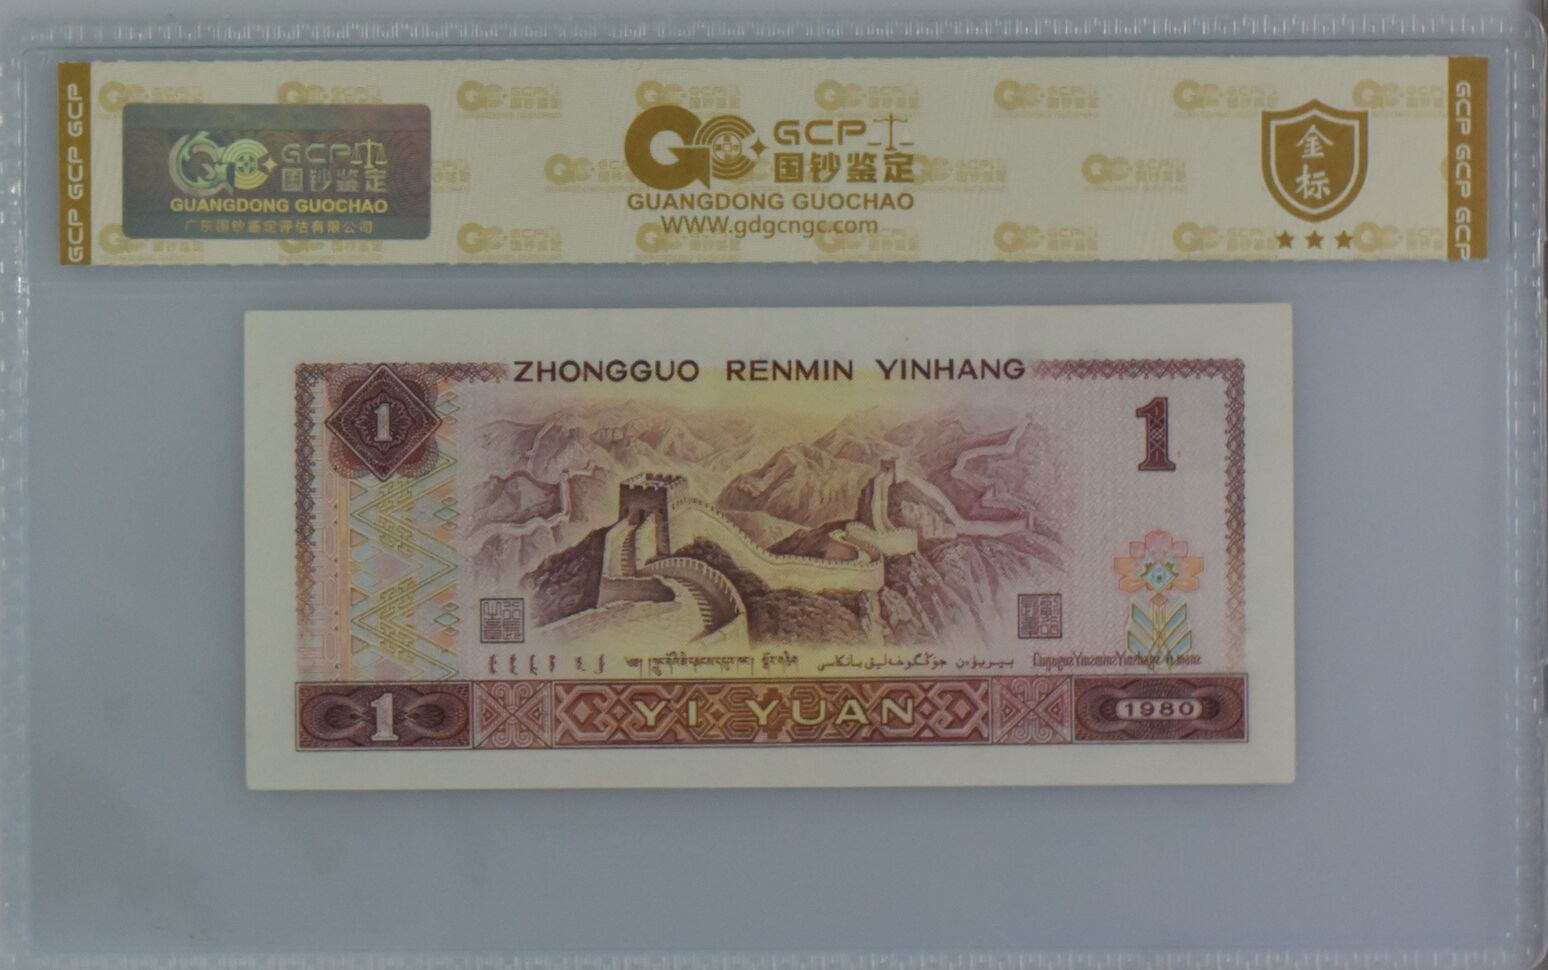 GCP GCP GCP
GCP
国钞鉴定
GUANGDONG GUOCHAO
广东国钞鉴定评估有限公司
GCP
国钞鉴定
GUANGDONG GUOCHAO
WWW.gdgcngc.com
金标
GCP GCP GCP
ZHONGGUO RENMIN YINHANG
1
1
1
YI YUAN
1980